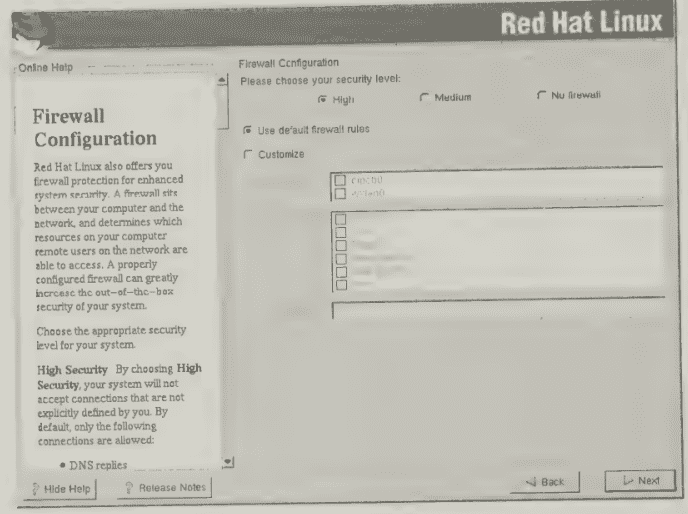 Red Hat Linux
Online Help
Firewall
Configuration
Red Hat Linux also offers you
firewall protection for enhanced
system security. A firewall sits
between your computer and the
network, and determines which
resources on your computer
remote users on the network are
able to access. A properly
configured firewall can greatly
increase the out-of-the-box
security of your system.
Choose the appropriate security
level for your system.
High Security By choosing High
Security, your system will not
accept connections that are not
explicitly defined by you. By
default, only the following
connections are allowed:
• DNS replies
Hide Help
Release Notes
Firewall Configuration
Please choose your security level:
High
Medium
No firewall
Use default firewall rules
Customize
Back
Next